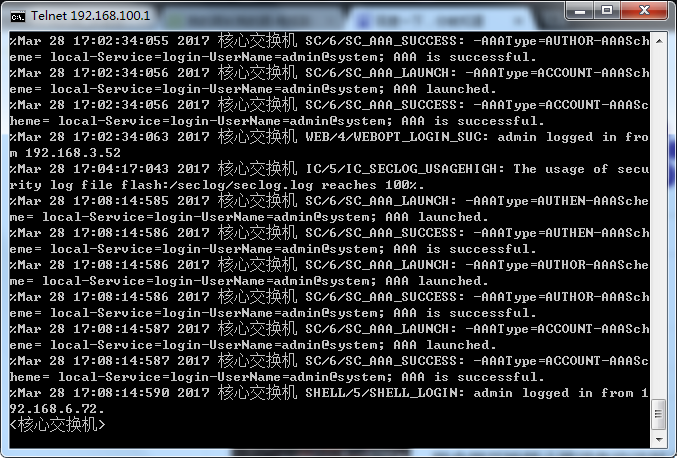 Telnet 192.168.100.1
%Mar 28 17:02:34:055 2017 核心交换机 SC/6/SC_AAA_SUCCESS: -AAAType=AUTHOR-AAASch
eme= local-Service=login-UserName=admin@system; AAA is successful.
%Mar 28 17:02:34:056 2017 核心交换机 SC/6/SC_AAA_LAUNCH: -AAAType=ACCOUNT-AAASch
eme= local-Service=login-UserName=admin@system; AAA launched.
%Mar 28 17:02:34:056 2017 核心交换机 SC/6/SC_AAA_SUCCESS: -AAAType=ACCOUNT-AAASc
heme= local-Service=login-UserName=admin@system; AAA is successful.
%Mar 28 17:02:34:063 2017 核心交换机 WEB/4/WEBOPT_LOGIN_SUC: admin logged in fro
m 192.168.3.52
%Mar 28 17:04:17:043 2017 核心交换机 IC/5/IC_SECLOG_USAGEHIGH: The usage of secu
rity log file flash:/seclog/seclog.log reaches 100%.
%Mar 28 17:08:14:585 2017 核心交换机 SC/6/SC_AAA_LAUNCH: -AAAType=AUTHEN-AAASche
me= local-Service=login-UserName=admin@system; AAA launched.
%Mar 28 17:08:14:586 2017 核心交换机 SC/6/SC_AAA_SUCCESS: -AAAType=AUTHEN-AAASch
eme= local-Service=login-UserName=admin@system; AAA is successful.
%Mar 28 17:08:14:586 2017 核心交换机 SC/6/SC_AAA_LAUNCH: -AAAType=AUTHOR-AAASche
me= local-Service=login-UserName=admin@system; AAA launched.
%Mar 28 17:08:14:586 2017 核心交换机 SC/6/SC_AAA_SUCCESS: -AAAType=AUTHOR-AAASch
eme= local-Service=login-UserName=admin@system; AAA is successful.
%Mar 28 17:08:14:587 2017 核心交换机 SC/6/SC_AAA_LAUNCH: -AAAType=ACCOUNT-AAASch
eme= local-Service=login-UserName=admin@system; AAA launched.
%Mar 28 17:08:14:587 2017 核心交换机 SC/6/SC_AAA_SUCCESS: -AAAType=ACCOUNT-AAASc
heme= local-Service=login-UserName=admin@system; AAA is successful.
%Mar 28 17:08:14:590 2017 核心交换机 SHELL/5/SHELL_LOGIN: admin logged in from 1
92.168.6.72.
<核心交换机>